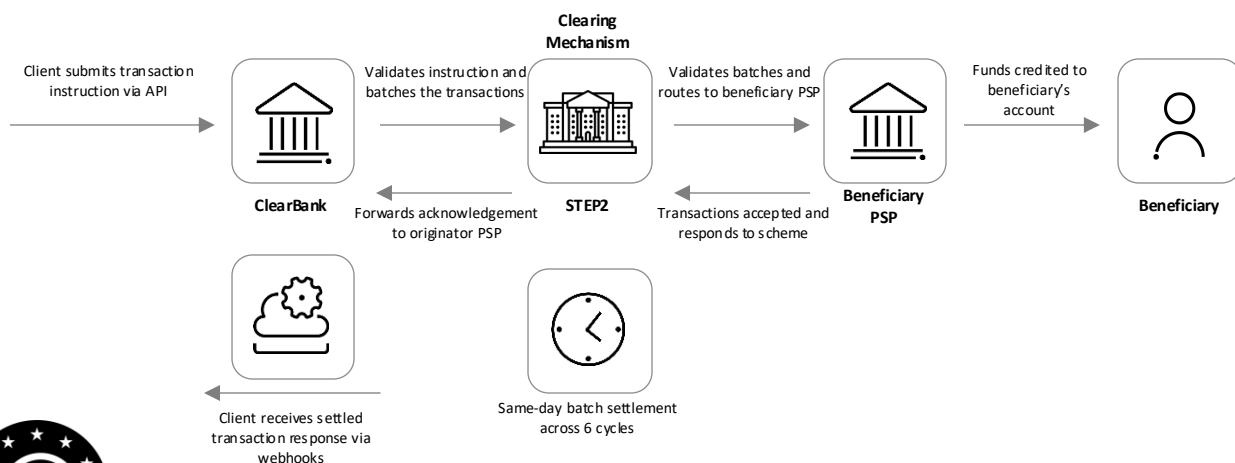 Clearing
Mechanism
Client submits transaction
instruction via API
Validates instruction and
batches the transactions
Validates batches and
routes to beneficiary PSP
Funds credited to
beneficiary's
account
ClearBank
Forwards acknowledgement
to originator PSP
STEP2
Transactions accepted and
responds to scheme
Beneficiary
PSP
Beneficiary
Client receives settled
transaction response via
webhooks
Same-day batch settlement
across 6 cycles